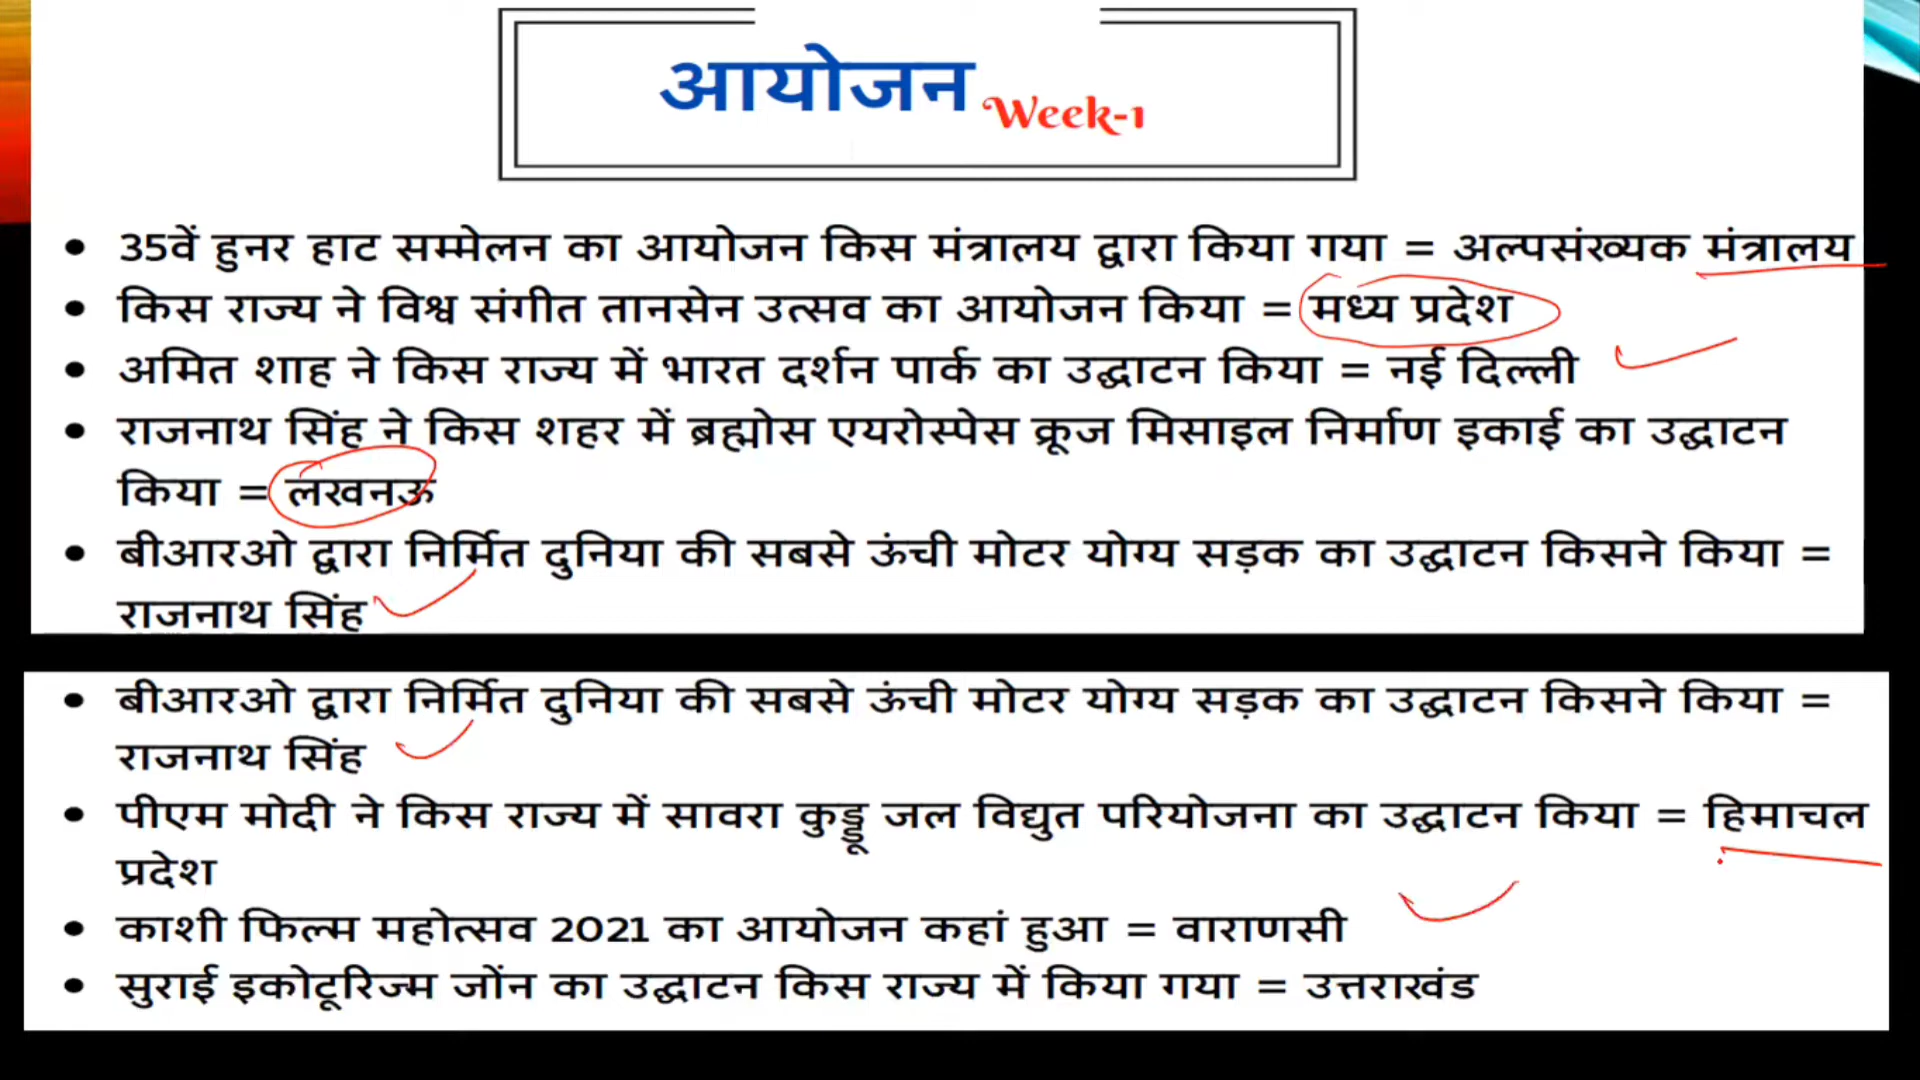 आयोजन Week-1
• 35वें हुनर हाट सम्मेलन का आयोजन किस मंत्रालय द्वारा किया गया = अल्पसंख्यक मंत्रालय
• किस राज्य ने विश्व संगीत तानसेन उत्सव का आयोजन किया = मध्य प्रदेश
• अमित शाह ने किस राज्य में भारत दर्शन पार्क का उद्घाटन किया = नई दिल्ली
• राजनाथ सिंह ने किस शहर में ब्रह्मोस एयरोस्पेस क्रूज मिसाइल निर्माण इकाई का उद्घाटन
किया = लखनऊ
• बीआरओ द्वारा निर्मित दुनिया की सबसे ऊंची मोटर योग्य सड़क का उद्घाटन किसने किया =
राजनाथ सिंह
• बीआरओ द्वारा निर्मित दुनिया की सबसे ऊंची मोटर योग्य सड़क का उद्घाटन किसने किया =
राजनाथ सिंह
• पीएम मोदी ने किस राज्य में सावरा कुड्डू जल विद्युत परियोजना का उद्घाटन किया = हिमाचल
प्रदेश
• काशी फिल्म महोत्सव 2021 का आयोजन कहां हुआ = वाराणसी
• सुराई इकोटूरिज्म जोंन का उद्घाटन किस राज्य में किया गया = उत्तराखंड